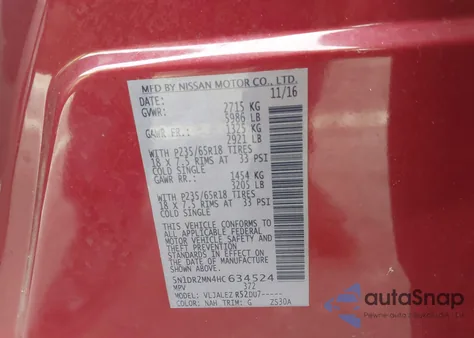 MFD BY NISSAN MOTOR CO., LTD.
DATE: 11/16
GVWR: 2715 KG
5986 LB
GAWR FR.: 1325 KG
2921 LB
WITH P235/65R18 TIRES
18 X 7.5 RIMS AT 33 PSI
COLD SINGLE
GAWR RR.: 1454 KG
3205 LB
WITH P235/65R18 TIRES
18 X 7.5 RIMS AT 33 PSI
COLD SINGLE
THIS VEHICLE CONFORMS TO
ALL APPLICABLE FEDERAL
MOTOR VEHICLE SAFETY AND
THEFT PREVENTION
STANDARDS IN EFFECT ON
THE DATE OF MANUFACTURE
SHOWN ABOVE.
5N1DR2MN4HC634524
MPV 372
MODEL: VLJALEZ R52DU7-----
COLOR: NAH TRIM: G ZS30A
autoSnap